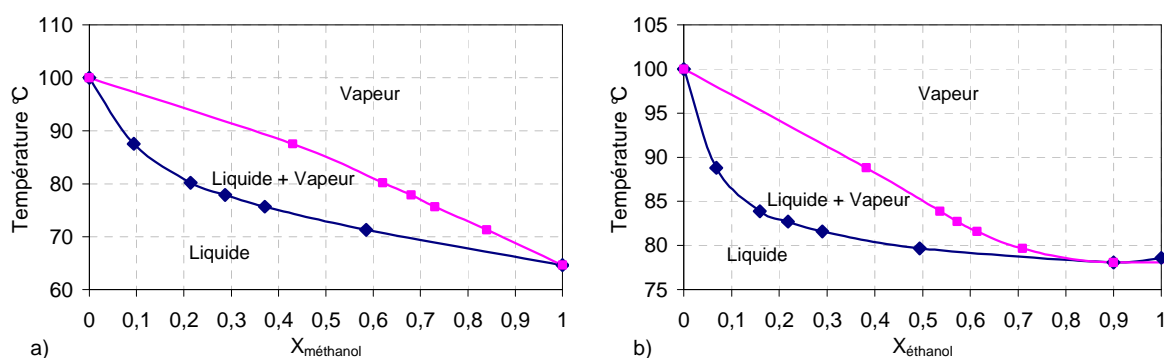 110
100
90
80
70
60
Température °C
Vapeur
Liquide + Vapeur
Liquide
0 0,1 0,2 0,3 0,4 0,5 0,6 0,7 0,8 0,9 1
a)
Xméthanol
105
100
95
90
85
80
75
Température °C
Vapeur
Liquide + Vapeur
Liquide
0 0,1 0,2 0,3 0,4 0,5 0,6 0,7 0,8 0,9 1
b)
Xéthanol